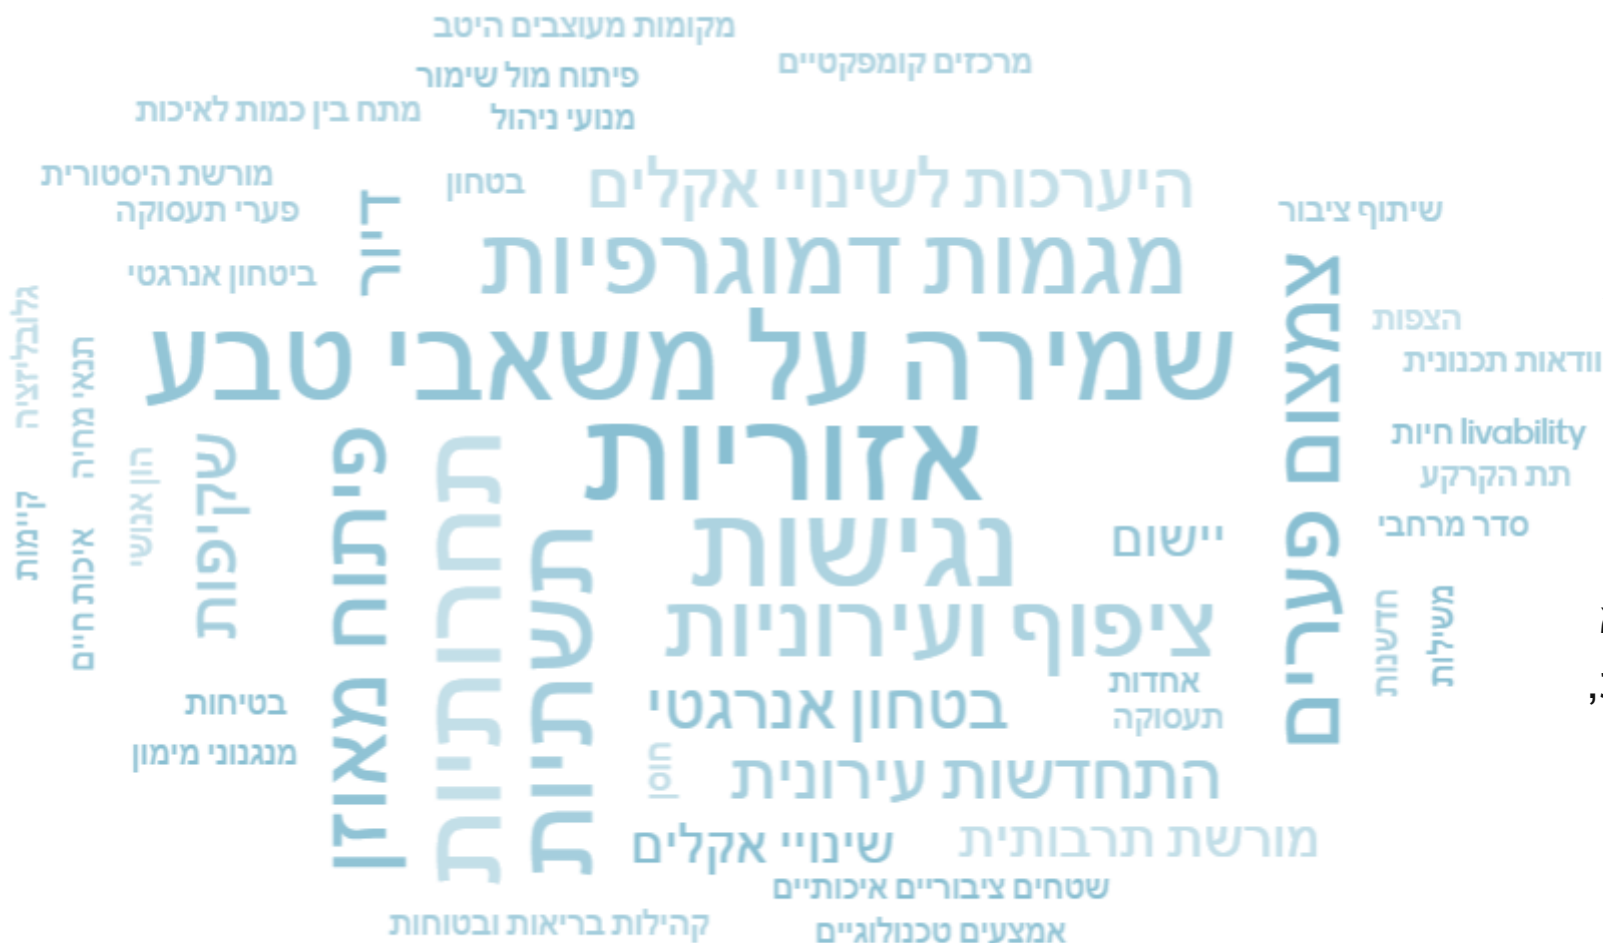 מקומות מעוצבים היטב
מרכזים קומפקטיים
פיתוח מול שימור
מתח בין כמות לאיכות
מנועי ניהול
מורשת היסטורית
בטחון
היערכות לשינויי אקלים
פערי תעסוקה
דיור
שיתוף ציבור
מגמות דמוגרפיות
ביטחון אנרגטי
צמצום פערים
גלובליזציה
הצפות
שמירה על משאבי טבע
וודאות תכנונית
תנאי מחיה
אזוריות
livability חיות
תת הקרקע
הון אנושי
שקיפות
פיתוח מאוזן
תחרותיות
תשתיות
נגישות
יישום
סדר מרחבי
קיימות
איכות חיים
ציפוף ועירוניות
חדשנות
משילות
אחדות
בטחון אנרגטי
תעסוקה
בטיחות
מנגנוני מימון
חוסן
התחדשות עירונית
שינויי אקלים
מורשת תרבותית
שטחים ציבוריים איכותיים
קהילות בריאות ובטוחות
אמצעים טכנולוגיים